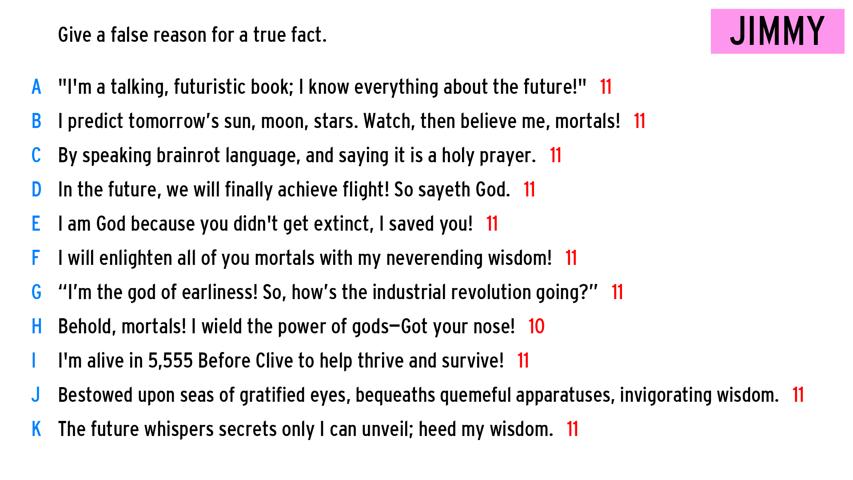 Give a false reason for a true fact.
JIMMY
A "I'm a talking, futuristic book; I know everything about the future!" 11
B I predict tomorrow’s sun, moon, stars. Watch, then believe me, mortals! 11
C By speaking brainrot language, and saying it is a holy prayer. 11
D In the future, we will finally achieve flight! So sayeth God. 11
E I am God because you didn't get extinct, I saved you! 11
F I will enlighten all of you mortals with my neverending wisdom! 11
G “I’m the god of earliness! So, how’s the industrial revolution going?” 11
H Behold, mortals! I wield the power of gods—Got your nose! 10
I I'm alive in 5,555 Before Clive to help thrive and survive! 11
J Bestowed upon seas of gratified eyes, bequeaths quemeful apparatuses, invigorating wisdom. 11
K The future whispers secrets only I can unveil; heed my wisdom. 11